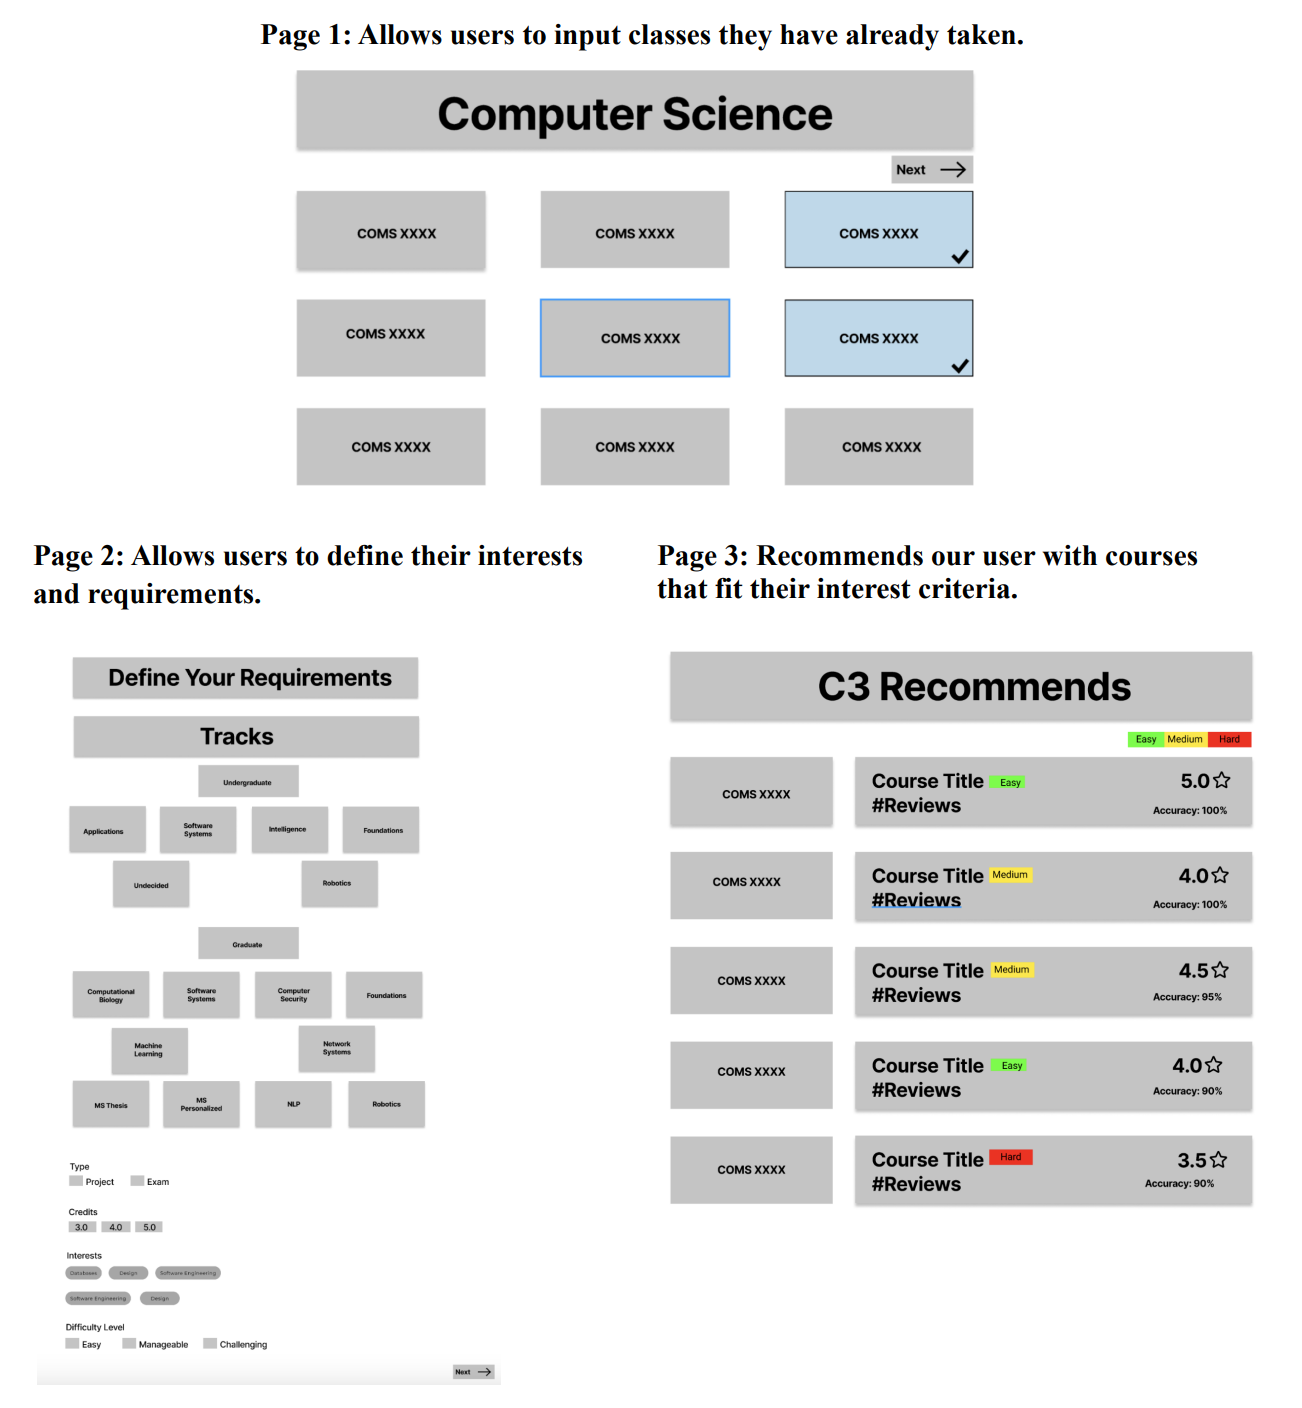 Page 1: Allows users to input classes they have already taken.
Computer Science
Next
COMS XXXX
COMS XXXX
COMS XXXX
COMS XXXX
COMS XXXX
COMS XXXX
COMS XXXX
COMS XXXX
COMS XXXX
Page 2: Allows users to define their interests
and requirements.
Define Your Requirements
Tracks
Undergraduate
Applications
Software
Systems
Intelligence
Foundations
Undecided
Robotics
Graduate
Computational
Biology
Software
Systems
Computer
Security
Foundations
Machine
Learning
Network
Systems
MS Thesis
MS
Personalized
NLP
Robotics
Type
Project
Exam
Credits
3.0
4.0
5.0
Interests
Databases
Design
Software Engineering
Software Engineering
Design
Difficulty Level
Easy
Manageable
Challenging
Next
Page 3: Recommends our user with courses
that fit their interest criteria.
C3 Recommends
Easy
Medium
Hard
COMS XXXX
Course Title Easy
#Reviews
5.0
Accuracy: 100%
COMS XXXX
Course Title Medium
#Reviews
4.0
Accuracy: 100%
COMS XXXX
Course Title Medium
#Reviews
4.5
Accuracy: 95%
COMS XXXX
Course Title Easy
#Reviews
4.0
Accuracy: 90%
COMS XXXX
Course Title Hard
#Reviews
3.5
Accuracy: 90%